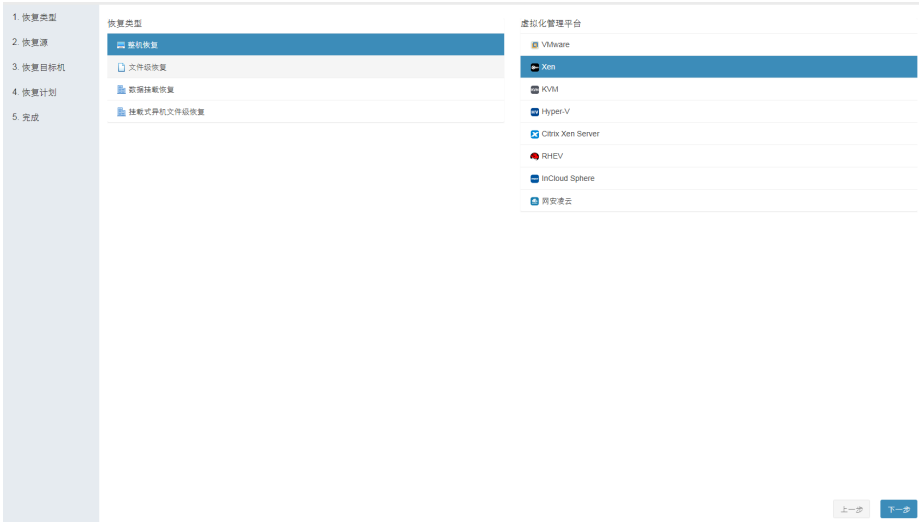 1. 恢复类型
2. 恢复源
3. 恢复目标机
4. 恢复计划
5. 完成
恢复类型
整机恢复
文件级恢复
数据挂载恢复
挂载式异机文件级恢复
虚拟化管理平台
VMware
Xen
KVM
Hyper-V
Citrix Xen Server
RHEV
InCloud Sphere
网安凌云
上一步
下一步